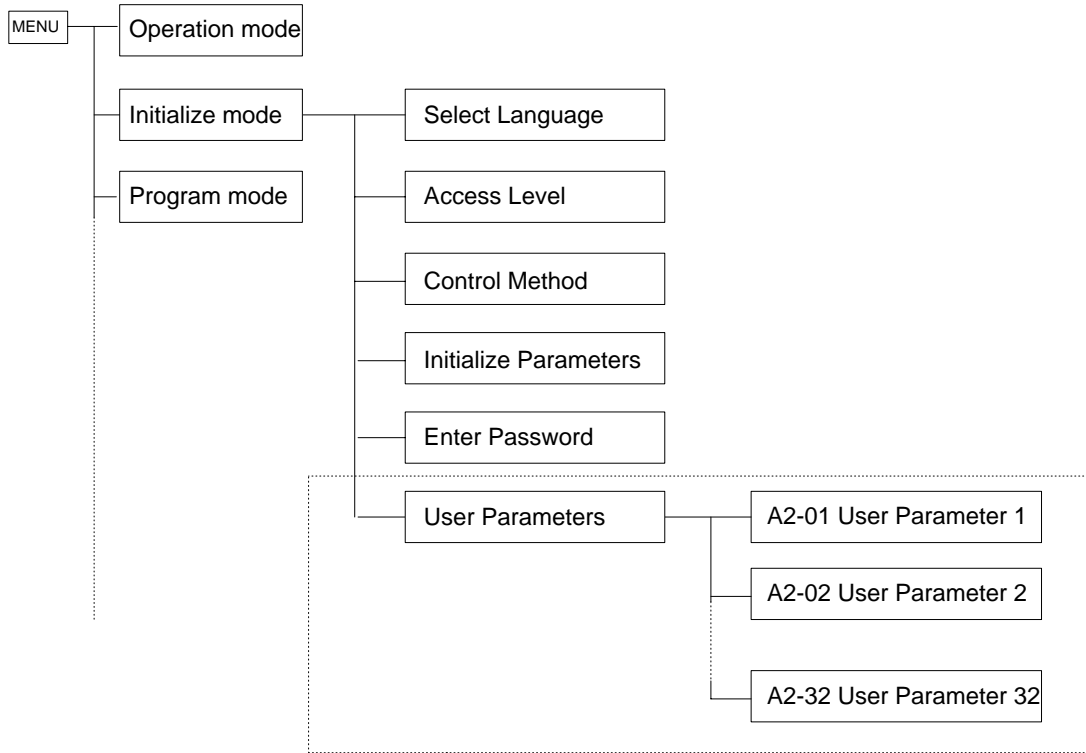 MENU
Operation mode
Initialize mode
Select Language
Program mode
Access Level
Control Method
Initialize Parameters
Enter Password
User Parameters
A2-01 User Parameter 1
A2-02 User Parameter 2
A2-32 User Parameter 32